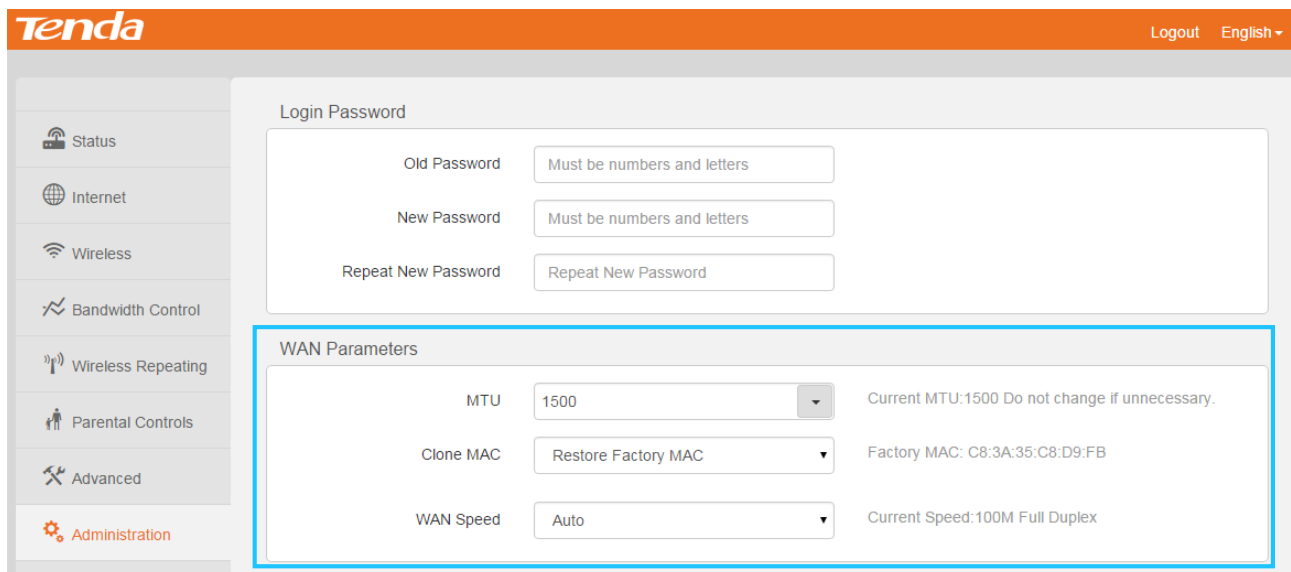 Tenda
Logout English
Status
Internet
Wireless
Bandwidth Control
Wireless Repeating
Parental Controls
Advanced
Administration
Login Password
Old Password Must be numbers and letters
New Password Must be numbers and letters
Repeat New Password Repeat New Password
WAN Parameters
MTU 1500 Current MTU:1500 Do not change if unnecessary.
Clone MAC Restore Factory MAC Factory MAC: C8:3A:35:C8:D9:FB
WAN Speed Auto Current Speed:100M Full Duplex